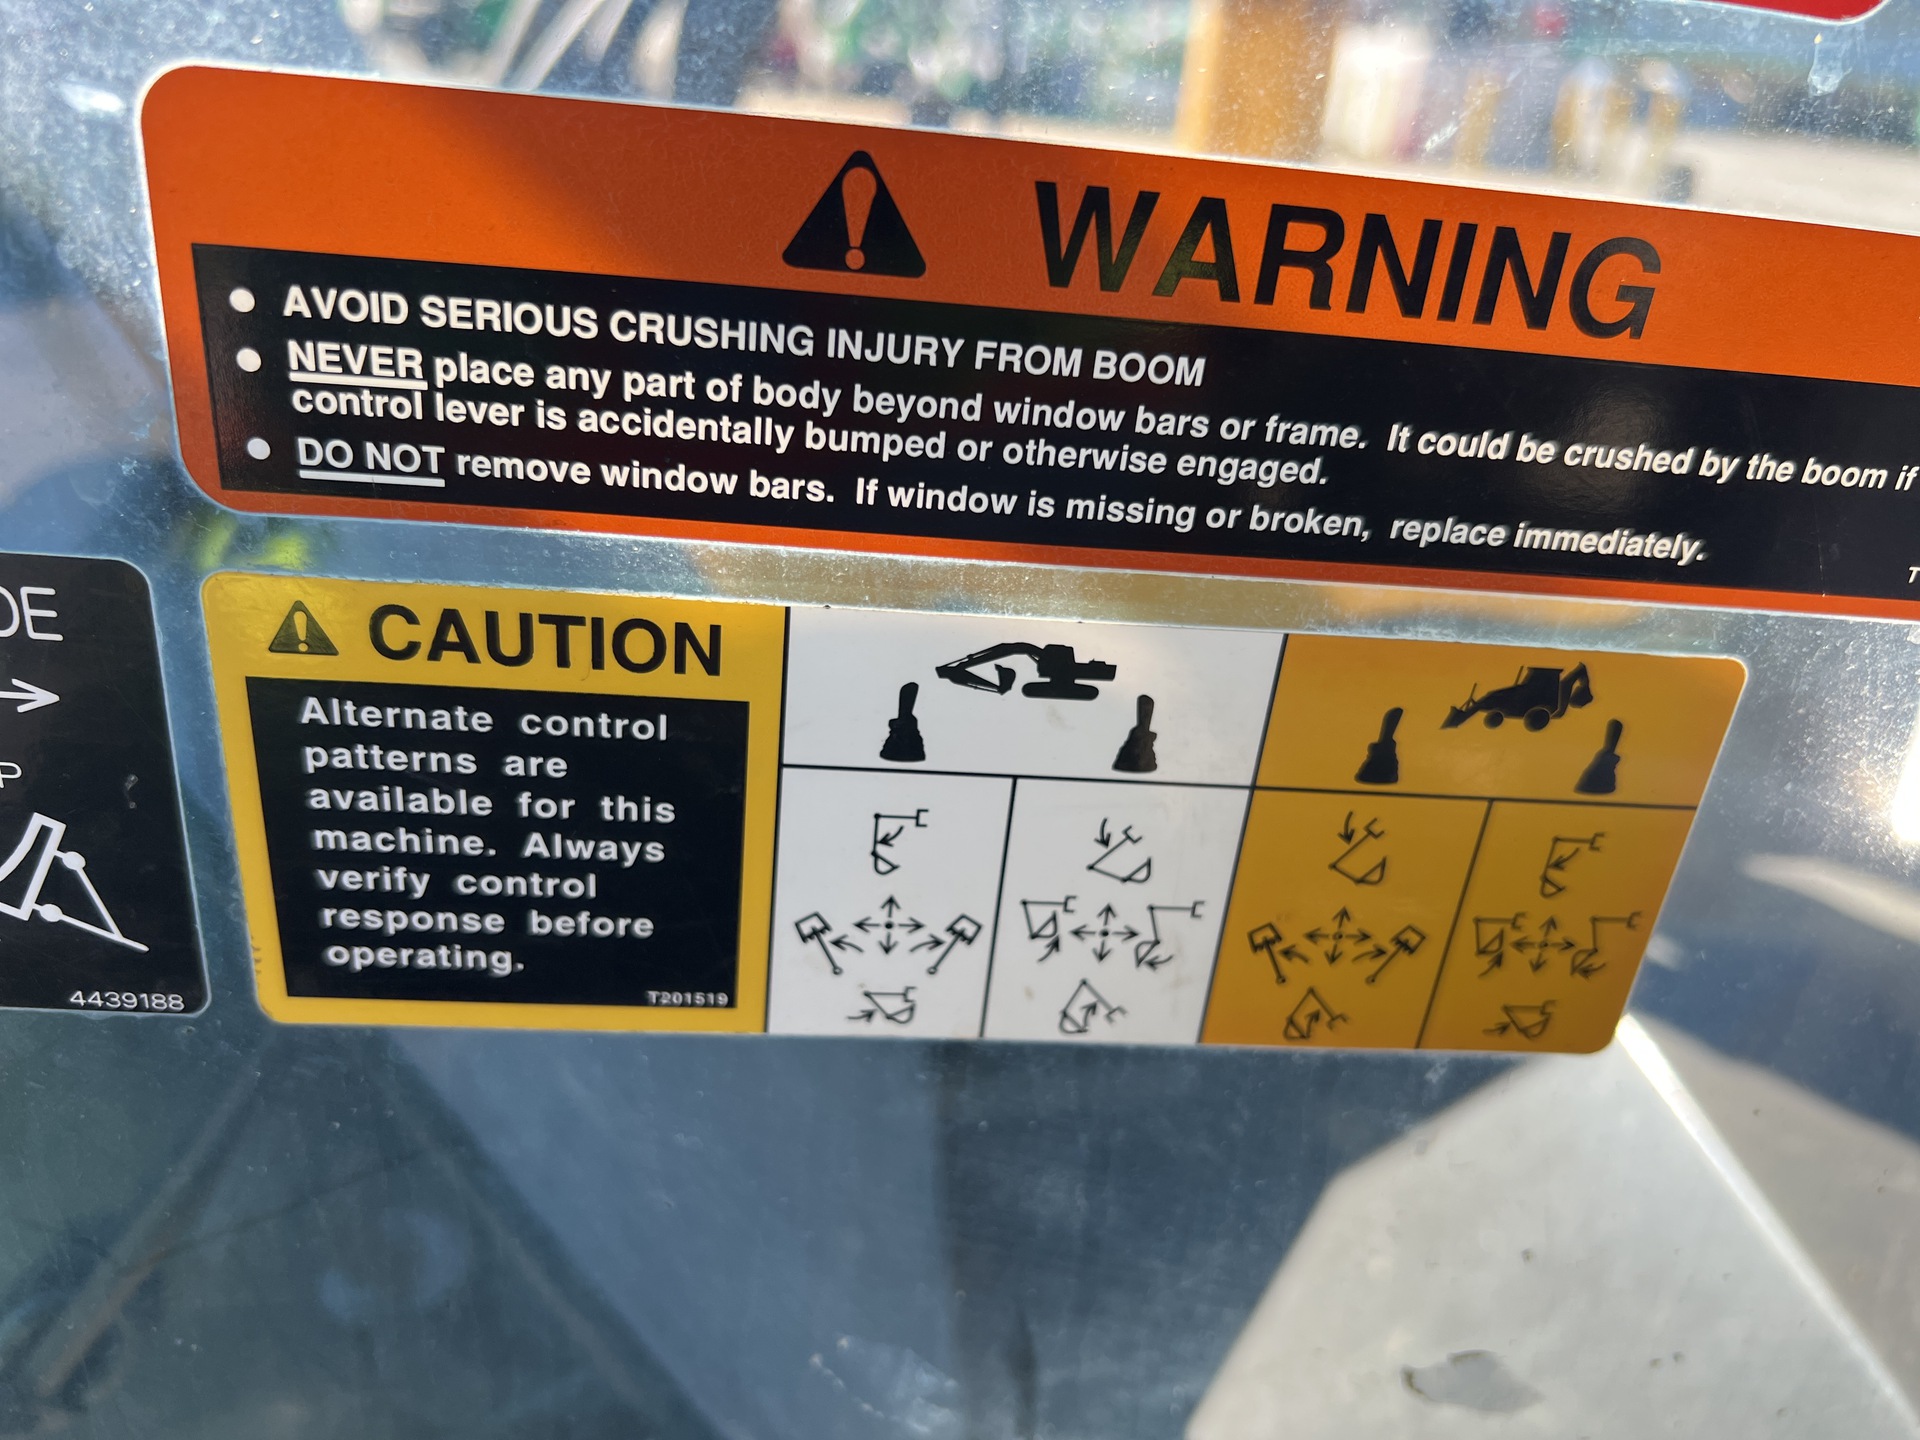 WARNING
AVOID SERIOUS CRUSHING INJURY FROM BOOM
NEVER place any part of body beyond window bars or frame. It could be crushed by the boom if
control lever is accidentally bumped or otherwise engaged.
DO NOT remove window bars. If window is missing or broken, replace immediately.
T
DE
P
4439188
CAUTION
Alternate control
patterns are
available for this
machine. Always
verify control
response before
operating.
T201519